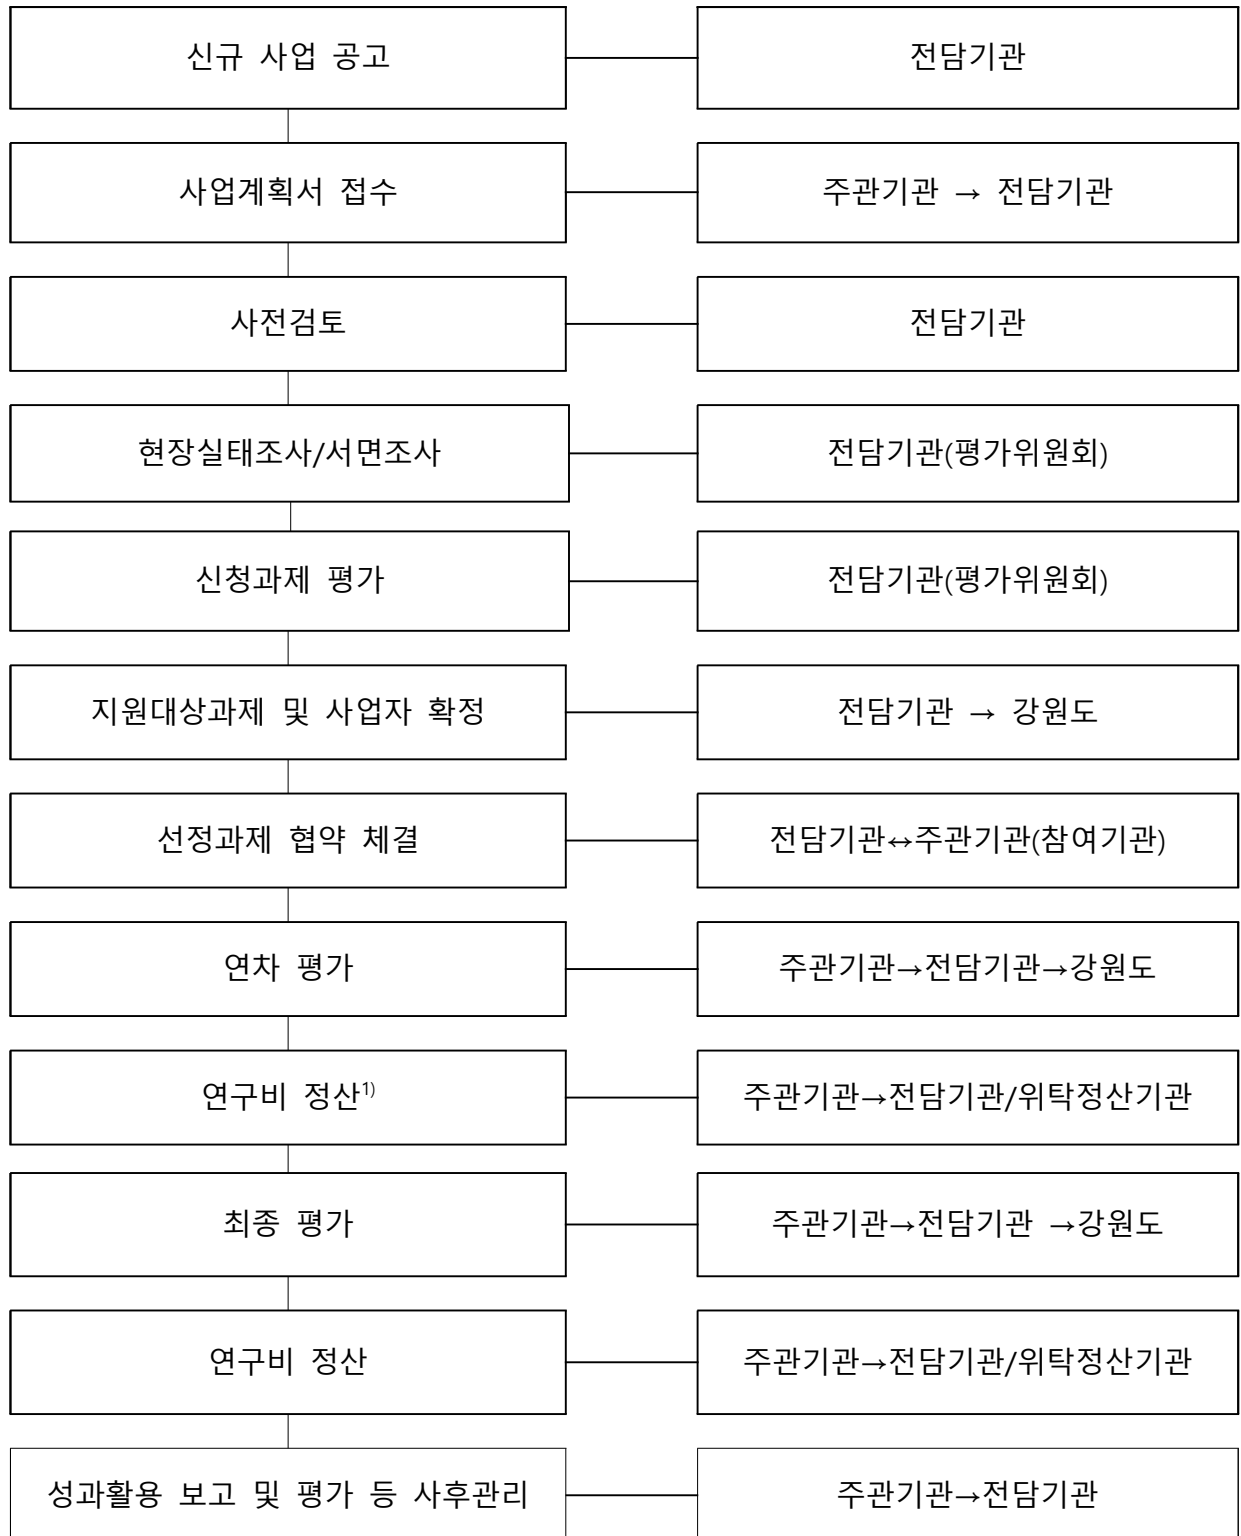 신규 사업 공고
전담기관
사업계획서 접수
주관기관 → 전담기관
사전검토
전담기관
현장실태조사/서면조사
전담기관(평가위원회)
신청과제 평가
전담기관(평가위원회)
지원대상과제 및 사업자 확정
전담기관 → 강원도
선정과제 협약 체결
전담기관↔주관기관(참여기관)
연차 평가
주관기관→전담기관→강원도
연구비 정산1)
주관기관→전담기관/위탁정산기관
최종 평가
주관기관→전담기관 →강원도
연구비 정산
주관기관→전담기관/위탁정산기관
성과활용 보고 및 평가 등 사후관리
주관기관→전담기관